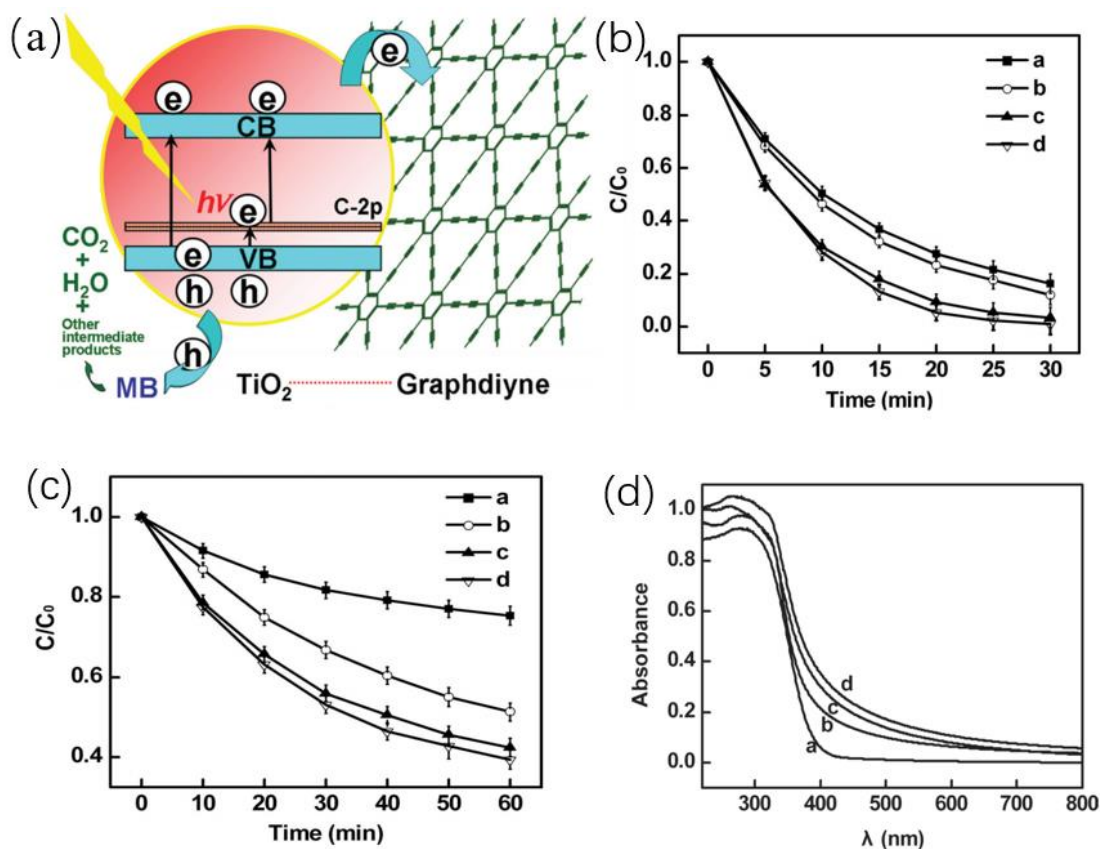 (a)
e
e
e
CB
hν
e
C-2p
CO2
+
H2O
+
Other
intermediate
products
e
VB
h
h
h
MB
TiO2
Graphdiyne
(b)
a
b
c
d
C/C0
1.0
0.8
0.6
0.4
0.2
0.0
0 5 10 15 20 25 30
Time (min)
(c)
a
b
c
d
C/C0
1.0
0.8
0.6
0.4
0 10 20 30 40 50 60
Time (min)
(d)
Absorbance
1.0
0.8
0.6
0.4
0.2
0.0
d
c
b
a
300 400 500 600 700 800
λ (nm)